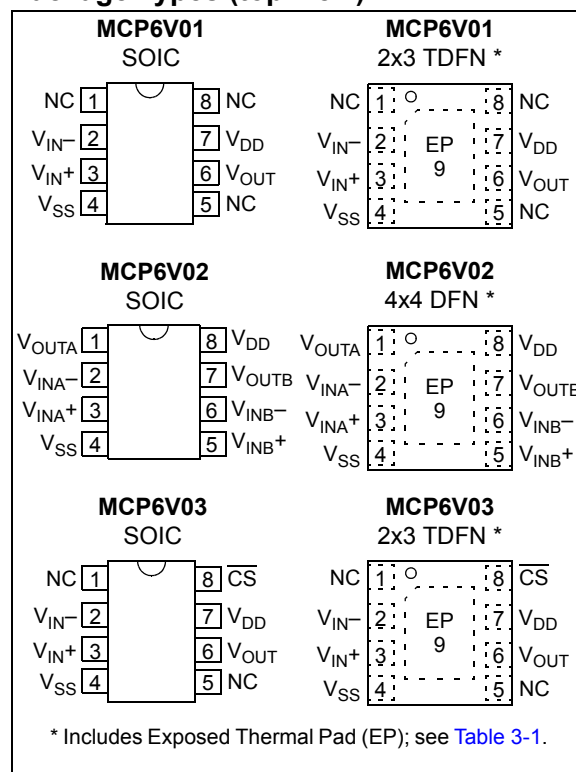 MCP6V01
SOIC
NC 1 8 NC
VIN– 2 7 VDD
VIN+ 3 6 VOUT
VSS 4 5 NC
MCP6V01
2x3 TDFN *
NC 1 8 NC
VIN– 2 EP 7 VDD
VIN+ 3 9 6 VOUT
VSS 4 5 NC
MCP6V02
SOIC
VOUTA 1 8 VDD
VINA– 2 7 VOUTB
VINA+ 3 6 VINB–
VSS 4 5 VINB+
MCP6V02
4x4 DFN *
VOUTA 1 8 VDD
VINA– 2 EP 7 VOUTB
VINA+ 3 9 6 VINB–
VSS 4 5 VINB+
MCP6V03
SOIC
NC 1 8 C̅S̅
VIN– 2 7 VDD
VIN+ 3 6 VOUT
VSS 4 5 NC
MCP6V03
2x3 TDFN *
NC 1 8 C̅S̅
VIN– 2 EP 7 VDD
VIN+ 3 9 6 VOUT
VSS 4 5 NC
* Includes Exposed Thermal Pad (EP); see Table 3-1.